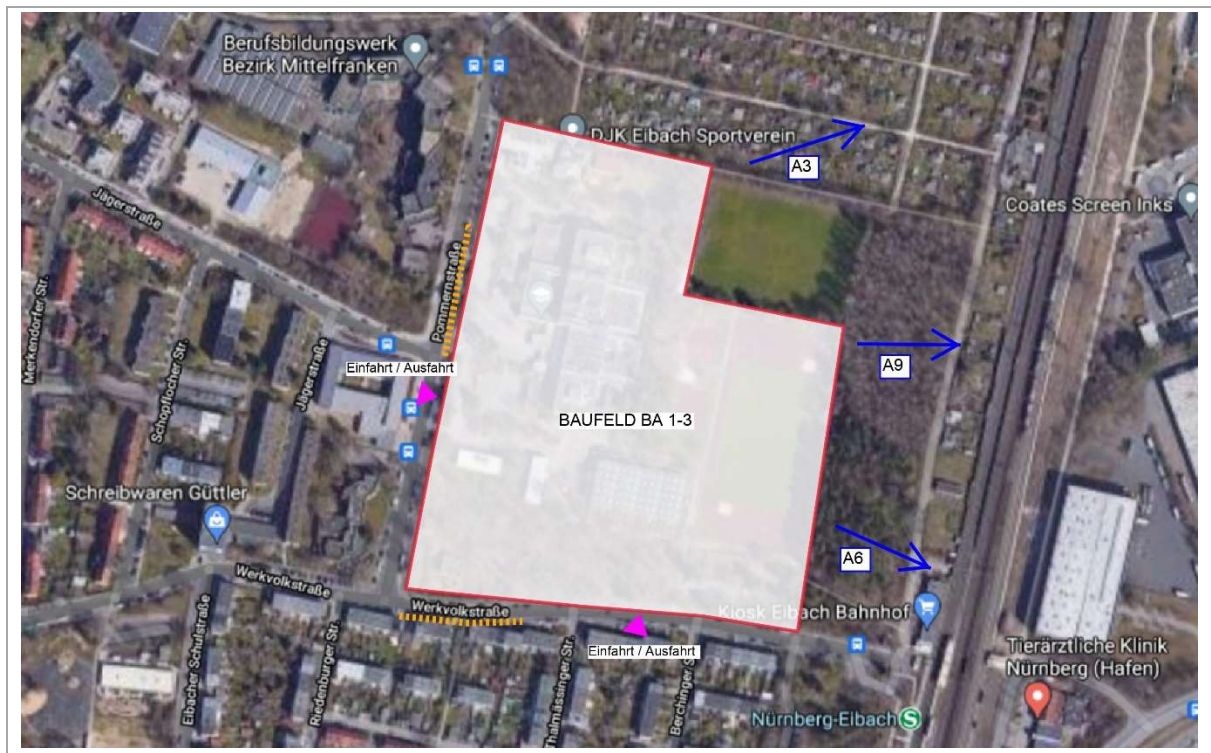 Berufsbildungswerk
Bezirk Mittelfranken
DJK Eibach Sportverein
A3
Coates Screen Inks
Jägerstraße
Merkendorfer Str.
Pommernstraße
Schopflocher Str.
Jägerstraße
Einfahrt / Ausfahrt
A9
BAUFELD BA 1-3
Schreibwaren Güttler
A6
Werkvolkstraße
Werkvolkstraße
Kiosk Eibach Bahnhof
Einfahrt / Ausfahrt
Tierärztliche Klinik
Nürnberg (Hafen)
Eibacher Schulstraße
Riedenburger Str.
Thalmässinger Str.
Berchinger S
Nürnberg-Eibach
S